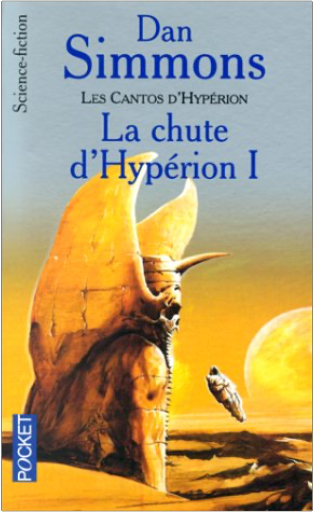 Science-fiction
Dan
Simmons
LES CANTOS D'HYPÉRION
La chute
d'Hypérion I
POCKET